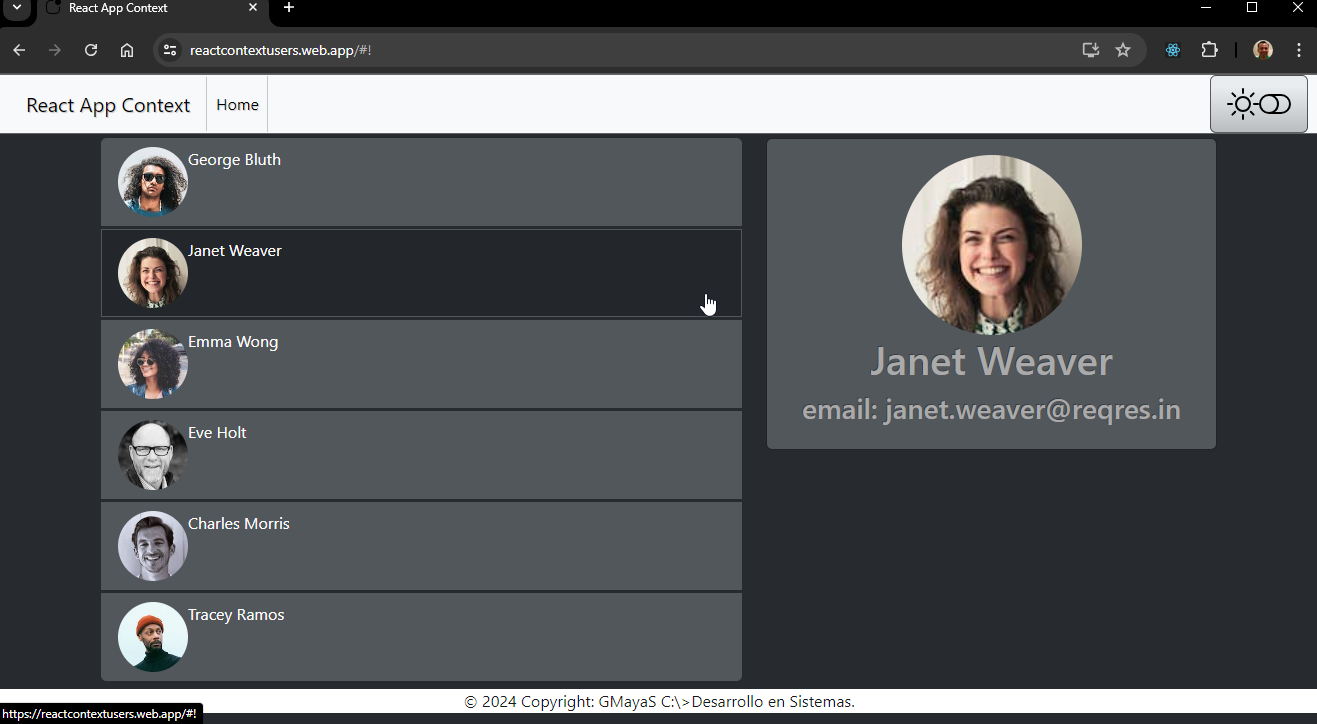 React App Context
reactcontextusers.web.app/#!
React App Context
Home
George Bluth
Janet Weaver
Emma Wong
Eve Holt
Charles Morris
Tracey Ramos
Janet Weaver
email: janet.weaver@reqres.in
© 2024 Copyright: GMayaS C:\>Desarrollo en Sistemas.
https://reactcontextusers.web.app/#!